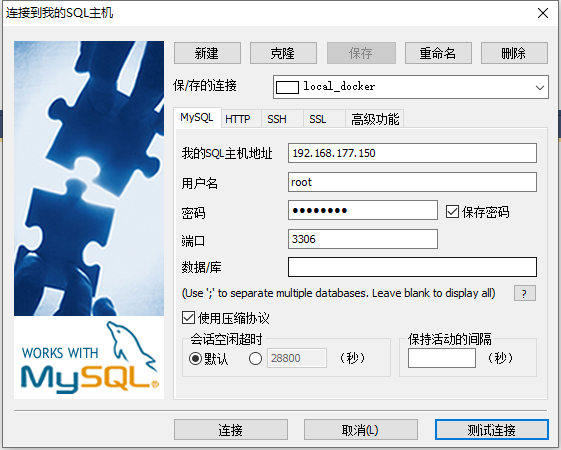 连接到我的SQL主机
新建 克隆 保存 重命名 删除
保/存的连接 local_docker
MySQL HTTP SSH SSL 高级功能
我的SQL主机地址 192.168.177.150
用户名 root
密码 ●●●●●●●● 保存密码
端口 3306
数据/库
(Use ';' to separate multiple databases. Leave blank to display all) ?
使用压缩协议
会话空闲超时 保持活动的间隔
默认 28800 (秒) (秒)
WORKS WITH
MySQL®
连接 取消(L) 测试连接